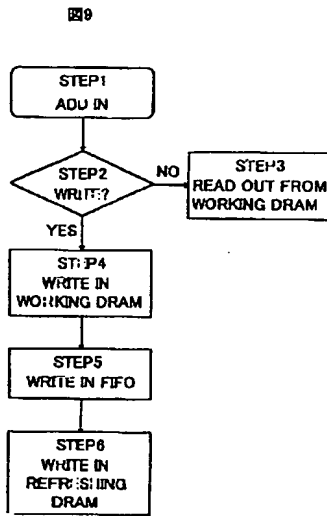 図9
STEP1
ADD IN
STEP2
WRITE?
NO
STEP3
READ OUT FROM
WORKING DRAM
YES
STEP4
WRITE IN
WORKING DRAM
STEP5
WRITE IN FIFO
STEP6
WRITE IN
REFRESHING
DRAM